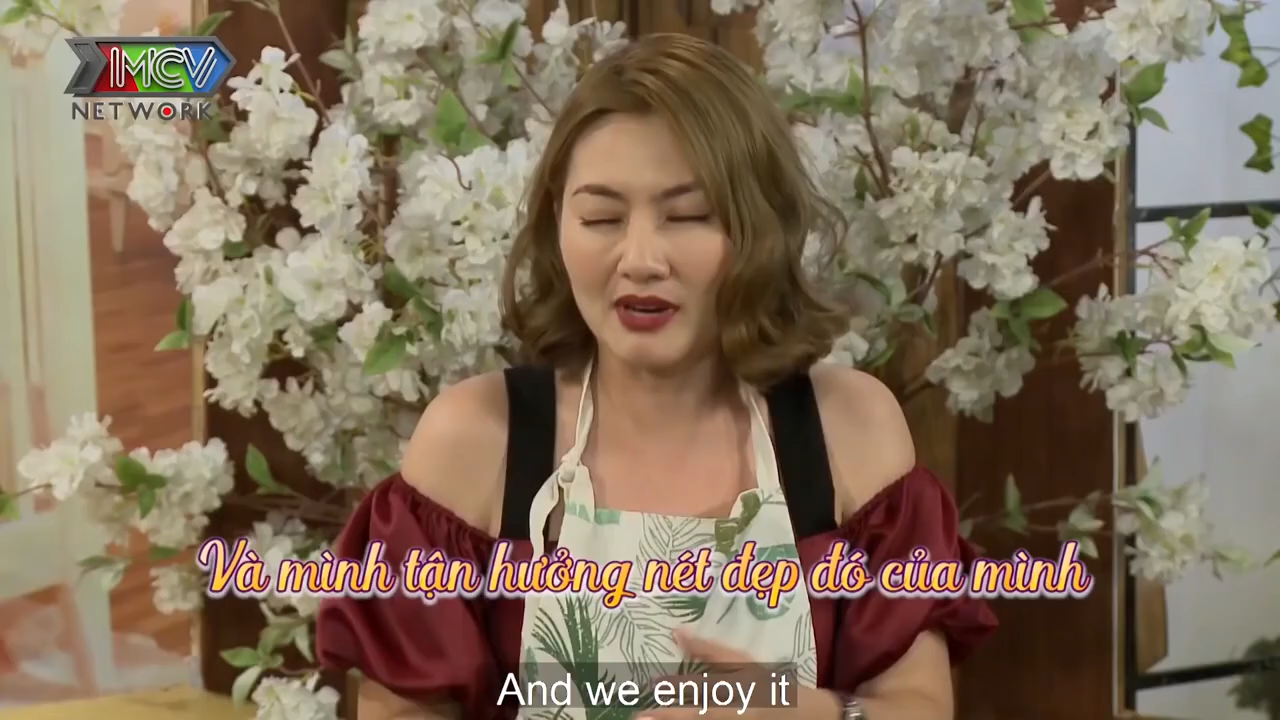 MCV
NETWORK
Và mình tận hưởng nét đẹp đó của mình
And we enjoy it